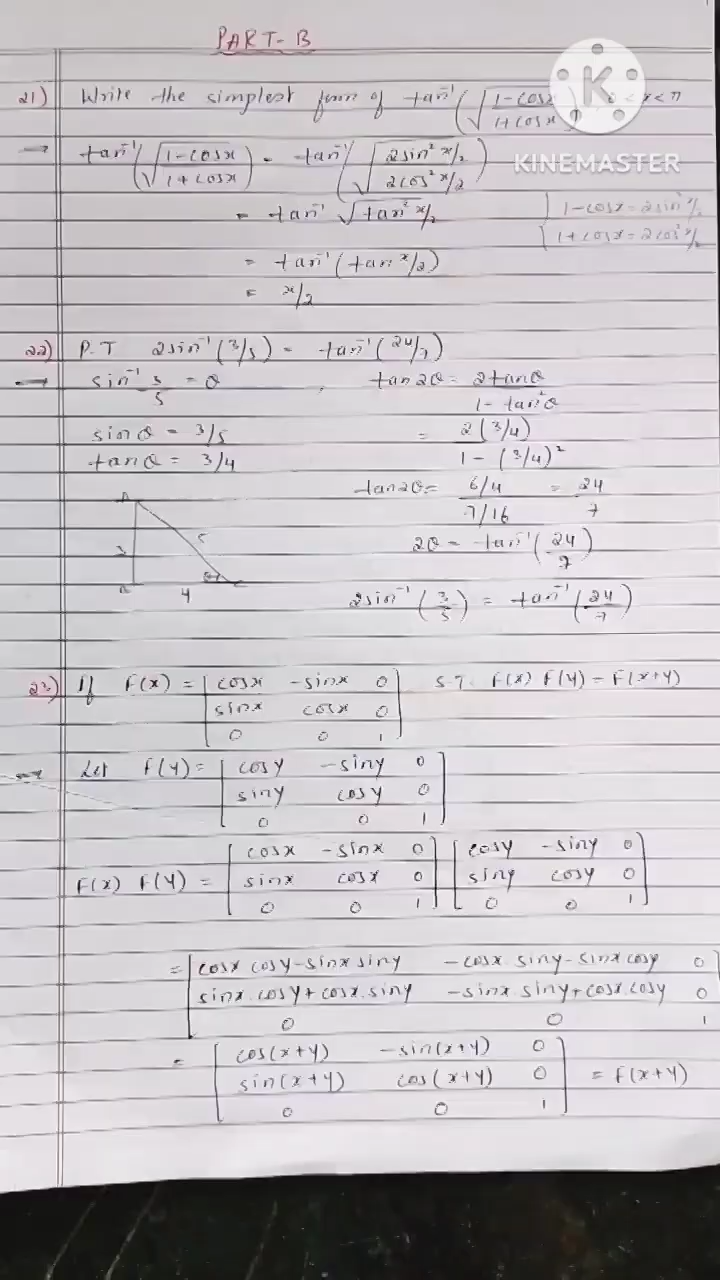 PART-B
21) Write the simplest form of tan⁻¹(√(1-cosx/1+cosx)), 0 < x < π
→ tan⁻¹(√(1-cosx/1+cosx)) = tan⁻¹(√(2sin² x/2 / 2cos² x/2))
= tan⁻¹ √(tan² x/2)
1-cosx = 2sin² x/2
1+cosx = 2cos² x/2
= tan⁻¹(tan x/2)
= x/2
22) P.T 2sin⁻¹(3/5) = tan⁻¹(24/7)
→ sin⁻¹ 3/5 = θ, tan2θ = 2tanθ / 1-tan²θ
sinθ = 3/5 = 2(3/4) / 1-(3/4)²
tanθ = 3/4
tan2θ = 6/4 / 7/16 = 24/7
A
3 5
B 4 θ C
2θ = tan⁻¹(24/7)
2sin⁻¹(3/5) = tan⁻¹(24/7)
23) If F(x) = [cosx -sinx 0 S.T. F(x) F(y) = F(x+y)
sinx cosx 0
0 0 1]
→ Let F(y) = [cosy -siny 0
siny cosy 0
0 0 1]
F(x) F(y) = [cosx -sinx 0 [cosy -siny 0
sinx cosx 0 siny cosy 0
0 0 1] 0 0 1]
= [cosx cosy-sinx siny -cosx siny-sinx cosy 0
sinx.cosy+cosx.siny -sinx.siny+cosx.cosy 0
0 0 1]
= [cos(x+y) -sin(x+y) 0
sin(x+y) cos(x+y) 0 = F(x+y)
0 0 1]
K
KINEMASTER